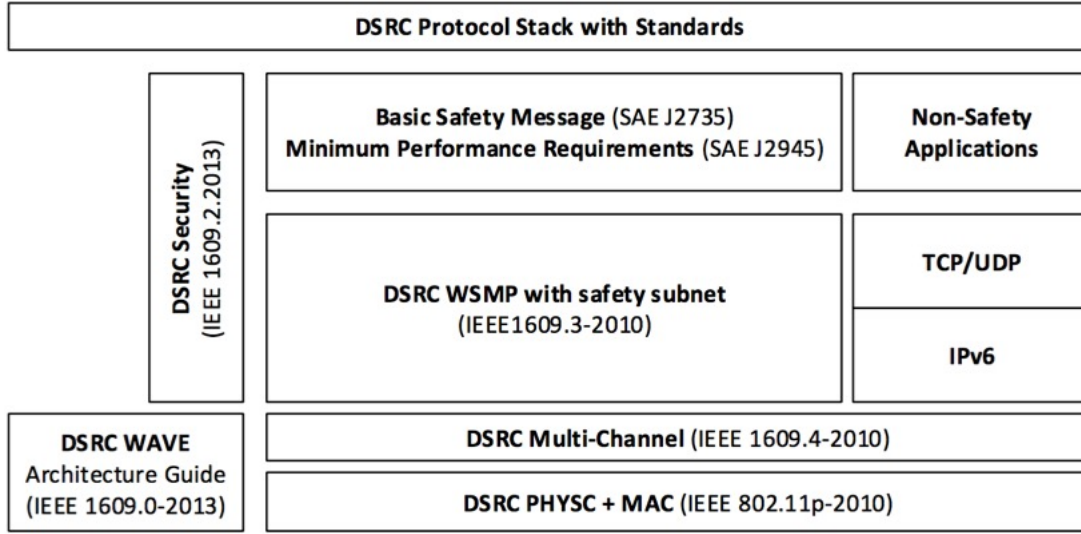 DSRC Protocol Stack with Standards
DSRC Security
(IEEE 1609.2.2013)
Basic Safety Message (SAE J2735)
Minimum Performance Requirements (SAE J2945)
Non-Safety
Applications
DSRC WSMP with safety subnet
(IEEE1609.3-2010)
TCP/UDP
IPv6
DSRC WAVE
Architecture Guide
(IEEE 1609.0-2013)
DSRC Multi-Channel (IEEE 1609.4-2010)
DSRC PHYSC + MAC (IEEE 802.11p-2010)